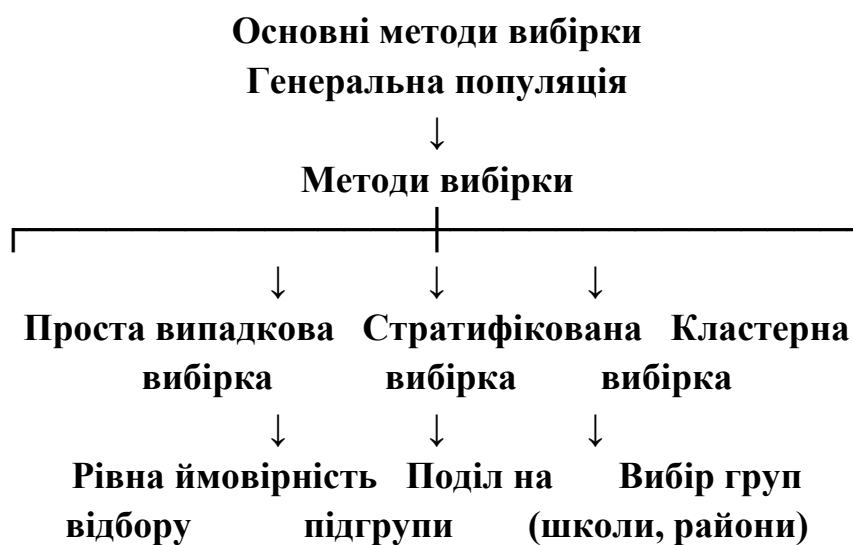 Основні методи вибірки
Генеральна популяція
↓
Методи вибірки
↓ ↓ ↓
Проста випадкова Стратифікована Кластерна
вибірка вибірка вибірка
↓ ↓ ↓
Рівна ймовірність Поділ на Вибір груп
відбору підгрупи (школи, райони)